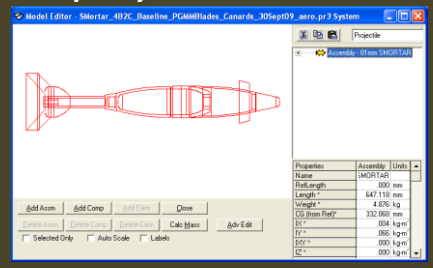 Model Editor - SMortar_4B2C_Baseline_PGMMBlades_Canards_30Sept09_aero.pr3 System
Projectile
Assembly - 81mm SMORTAR
Properties Assembly Units
Name SMORTAR
RefLength .000 mm
Length * 647.118 mm
Weight * 4.876 kg
CG (from Ref)* 332.068 mm
IX * .004 kg-m²
IY * .066 kg-m²
IXY * .000 kg-m²
IZ * .000 kg-m²
Add Assm Add Comp Add Elem Close
Delete Assm Delete Comp Delete Elem Calc Mass Adv Edit
Selected Only Auto Scale Labels